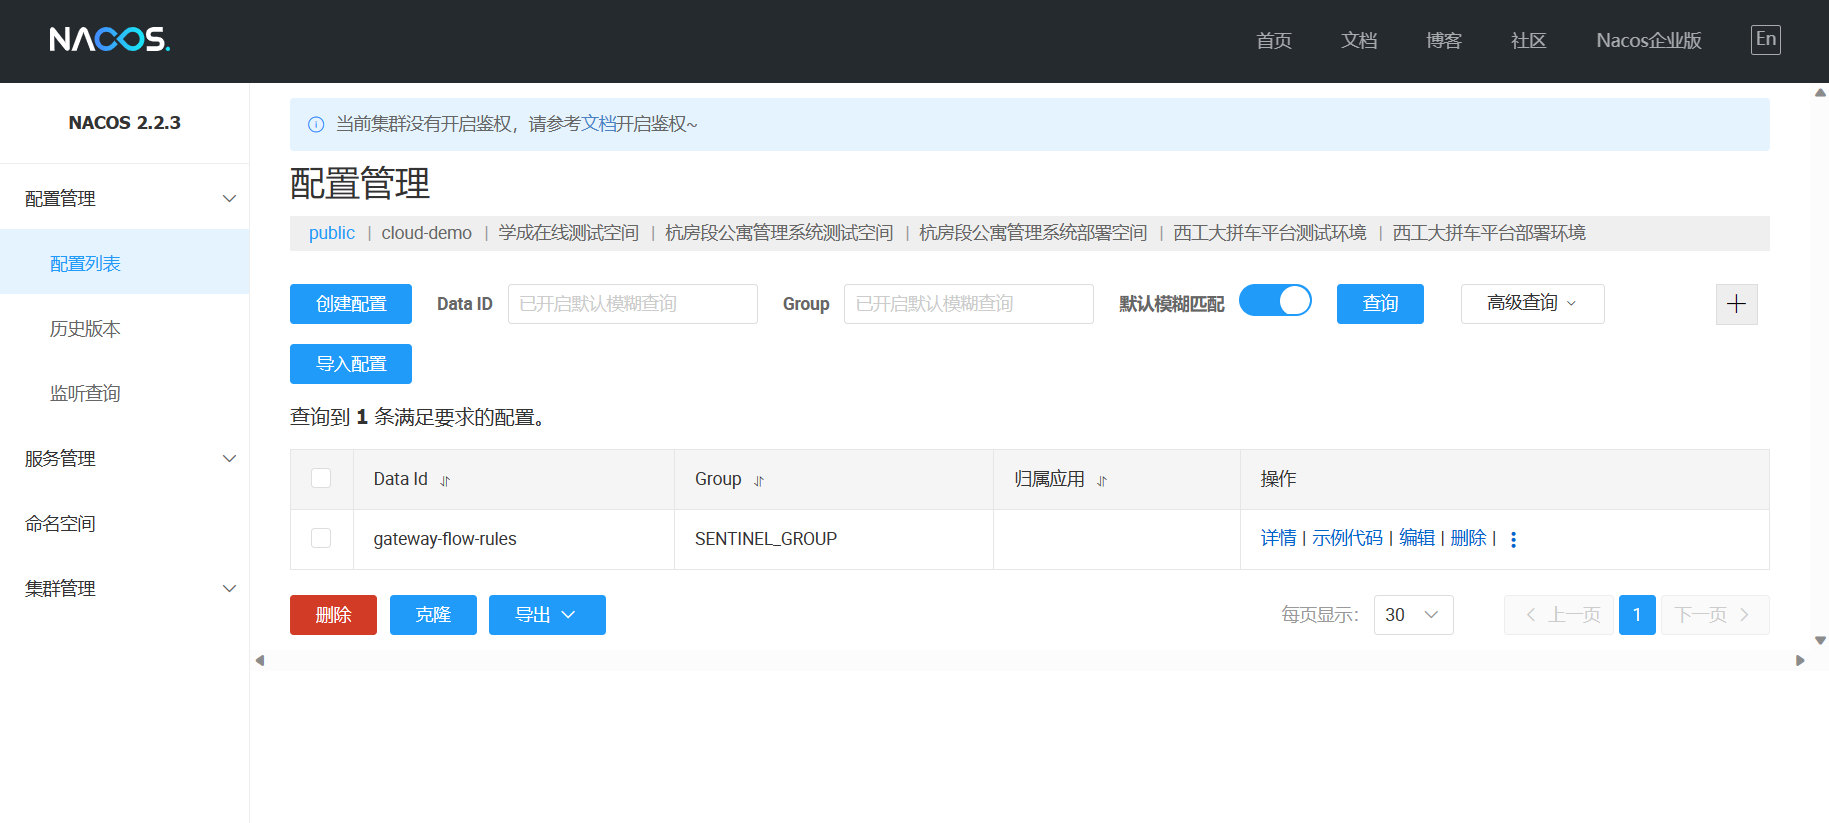 NACOS.
首页 文档 博客 社区 Nacos企业版 En
NACOS 2.2.3
配置管理
配置列表
历史版本
监听查询
服务管理
命名空间
集群管理
当前集群没有开启鉴权，请参考文档开启鉴权~
配置管理
public | cloud-demo | 学成在线测试空间 | 杭房段公寓管理系统测试空间 | 杭房段公寓管理系统部署空间 | 西工大拼车平台测试环境 | 西工大拼车平台部署环境
创建配置 Data ID 已开启默认模糊查询 Group 已开启默认模糊查询 默认模糊匹配 查询 高级查询
导入配置
查询到 1 条满足要求的配置。
Data Id Group 归属应用 操作
gateway-flow-rules SENTINEL_GROUP 详情 | 示例代码 | 编辑 | 删除 |
删除 克隆 导出 每页显示: 30 上一页 1 下一页